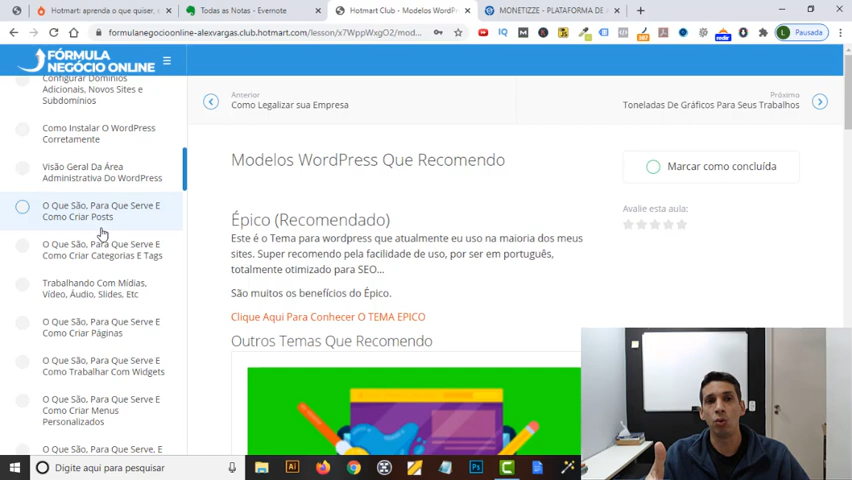 Hotmart: aprenda o que quiser,
Todas as Notas - Evernote
Hotmart Club - Modelos WordPr
MONETIZZE - PLATAFORMA DE
formulanegocioonline-alexvargas.club.hotmart.com/lesson/x7WppWxgO2/mod...
Pausada
FÓRMULA
NEGÓCIO ONLINE
Configurar Domínios
Adicionais, Novos Sites e
Subdomínios
Como Instalar O WordPress
Corretamente
Visão Geral Da Área
Administrativa Do WordPress
O Que São, Para Que Serve E
Como Criar Posts
O Que São, Para Que Serve E
Como Criar Categorias E Tags
Trabalhando Com Mídias,
Vídeo, Áudio, Slides, Etc
O Que São, Para Que Serve E
Como Criar Páginas
O Que São, Para Que Serve E
Como Trabalhar Com Widgets
O Que São, Para Que Serve E
Como Criar Menus
Personalizados
O Que São, Para Que Serve, E
Anterior
Como Legalizar sua Empresa
Próximo
Toneladas De Gráficos Para Seus Trabalhos
Modelos WordPress Que Recomendo
Marcar como concluída
Avalie esta aula:
Épico (Recomendado)
Este é o Tema para wordpress que atualmente eu uso na maioria dos meus
sites. Super recomendo pela facilidade de uso, por ser em português,
totalmente otimizado para SEO...
São muitos os benefícios do Épico.
Clique Aqui Para Conhecer O TEMA EPICO
Outros Temas Que Recomendo
Digite aqui para pesquisar